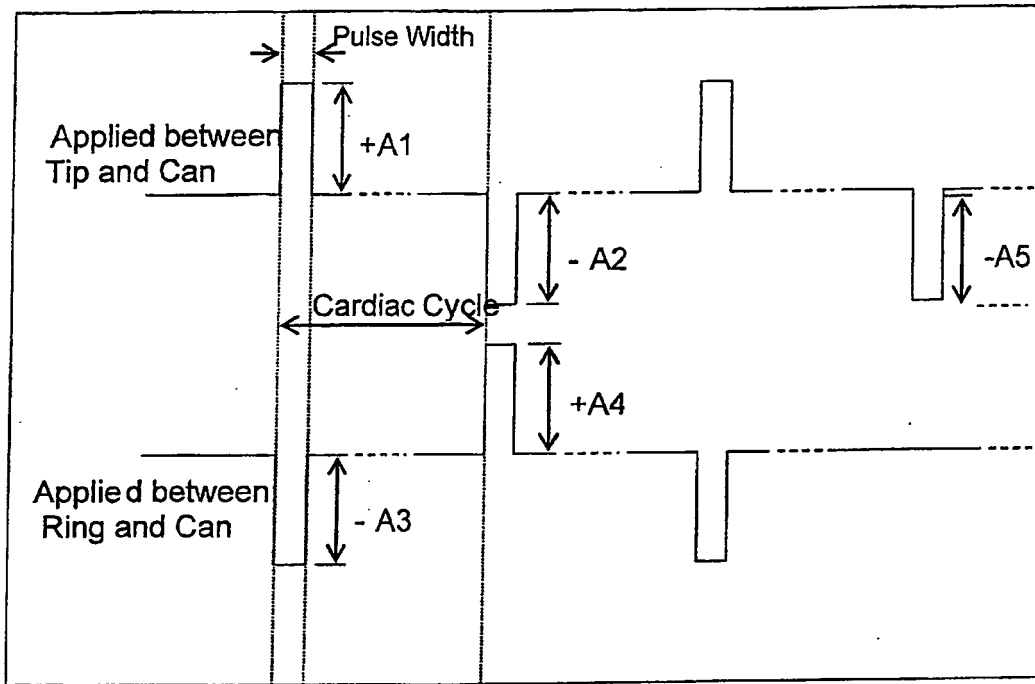 Pulse Width
Applied between
Tip and Can
+A1
- A2
-A5
Cardiac Cycle
+A4
Applied between
Ring and Can
- A3